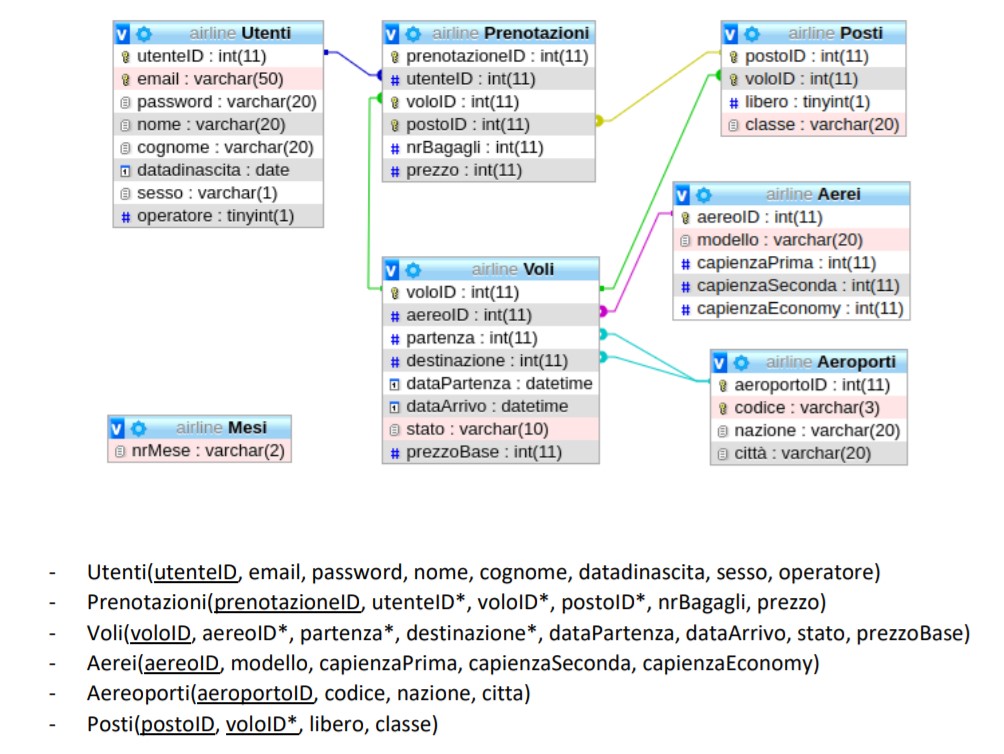 airline Utenti
utenteID : int(11)
email : varchar(50)
password : varchar(20)
nome : varchar(20)
cognome : varchar(20)
datadinascita : date
sesso : varchar(1)
operatore : tinyint(1)
airline Prenotazioni
prenotazioneID : int(11)
utenteID : int(11)
voloID : int(11)
postoID : int(11)
nrBagagli : int(11)
prezzo : int(11)
airline Posti
postoID : int(11)
voloID : int(11)
libero : tinyint(1)
classe : varchar(20)
airline Aerei
aereoID : int(11)
modello : varchar(20)
capienzaPrima : int(11)
capienzaSeconda : int(11)
capienzaEconomy : int(11)
airline Voli
voloID : int(11)
aereoID : int(11)
partenza : int(11)
destinazione : int(11)
dataPartenza : datetime
dataArrivo : datetime
stato : varchar(10)
prezzoBase : int(11)
airline Aeroporti
aeroportoID : int(11)
codice : varchar(3)
nazione : varchar(20)
città : varchar(20)
airline Mesi
nrMese : varchar(2)
- Utenti(utenteID, email, password, nome, cognome, datadinascita, sesso, operatore)
- Prenotazioni(prenotazioneID, utenteID*, voloID*, postoID*, nrBagagli, prezzo)
- Voli(voloID, aereoID*, partenza*, destinazione*, dataPartenza, dataArrivo, stato, prezzoBase)
- Aerei(aereoID, modello, capienzaPrima, capienzaSeconda, capienzaEconomy)
- Aereoporti(aeroportoID, codice, nazione, citta)
- Posti(postoID, voloID*, libero, classe)